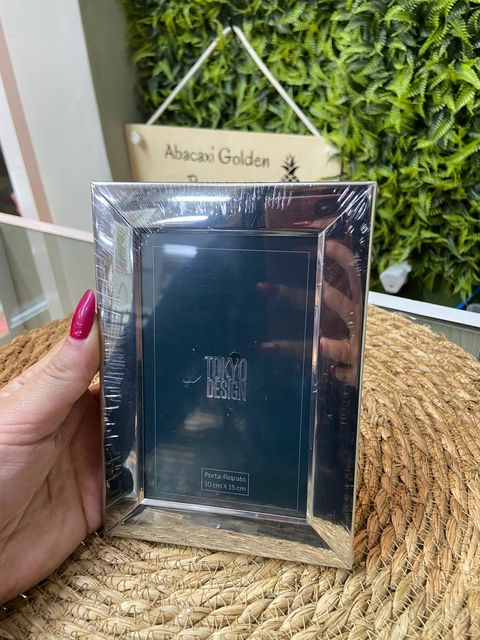 Abacaxi Golden
TOKYO
DESIGN
Porta-Retrato
10 cm X 15 cm